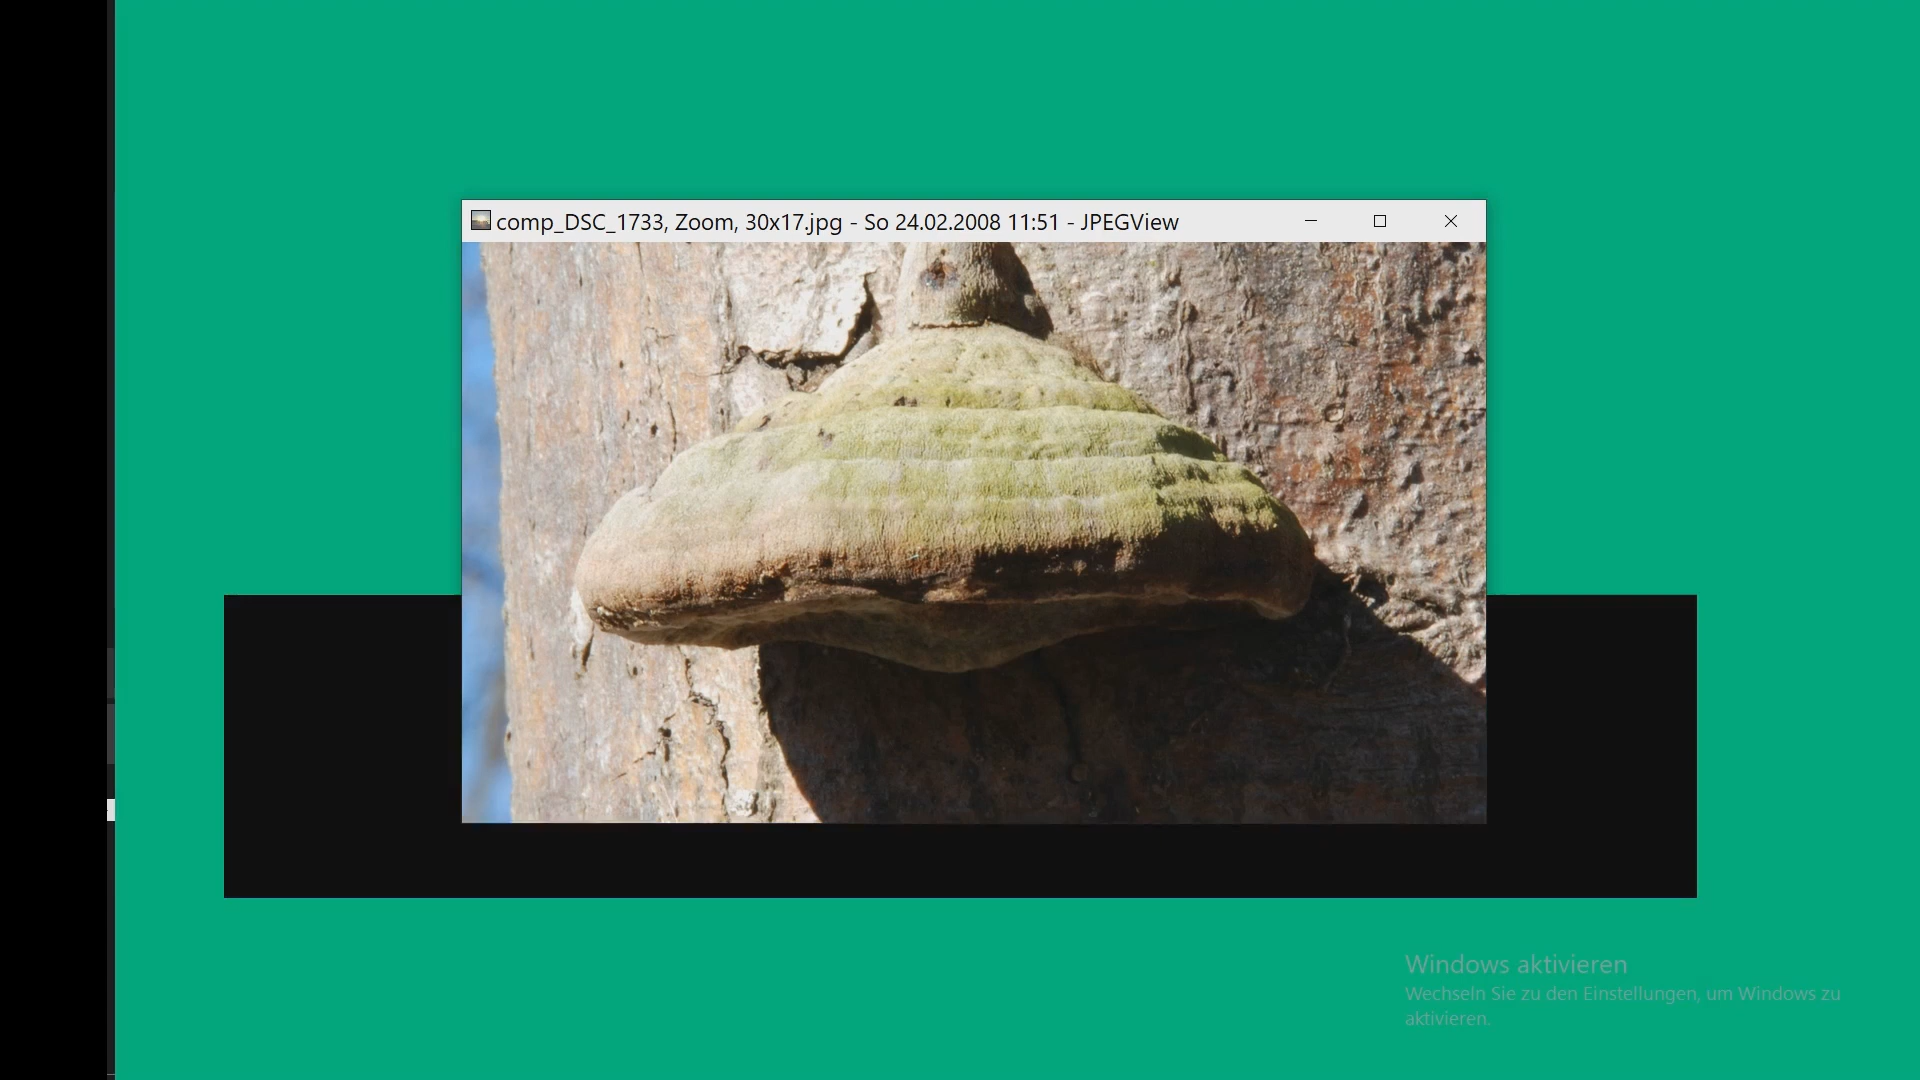 comp_DSC_1733, Zoom, 30x17.jpg - So 24.02.2008 11:51 - JPEGView
Windows aktivieren
Wechseln Sie zu den Einstellungen, um Windows zu
aktivieren.